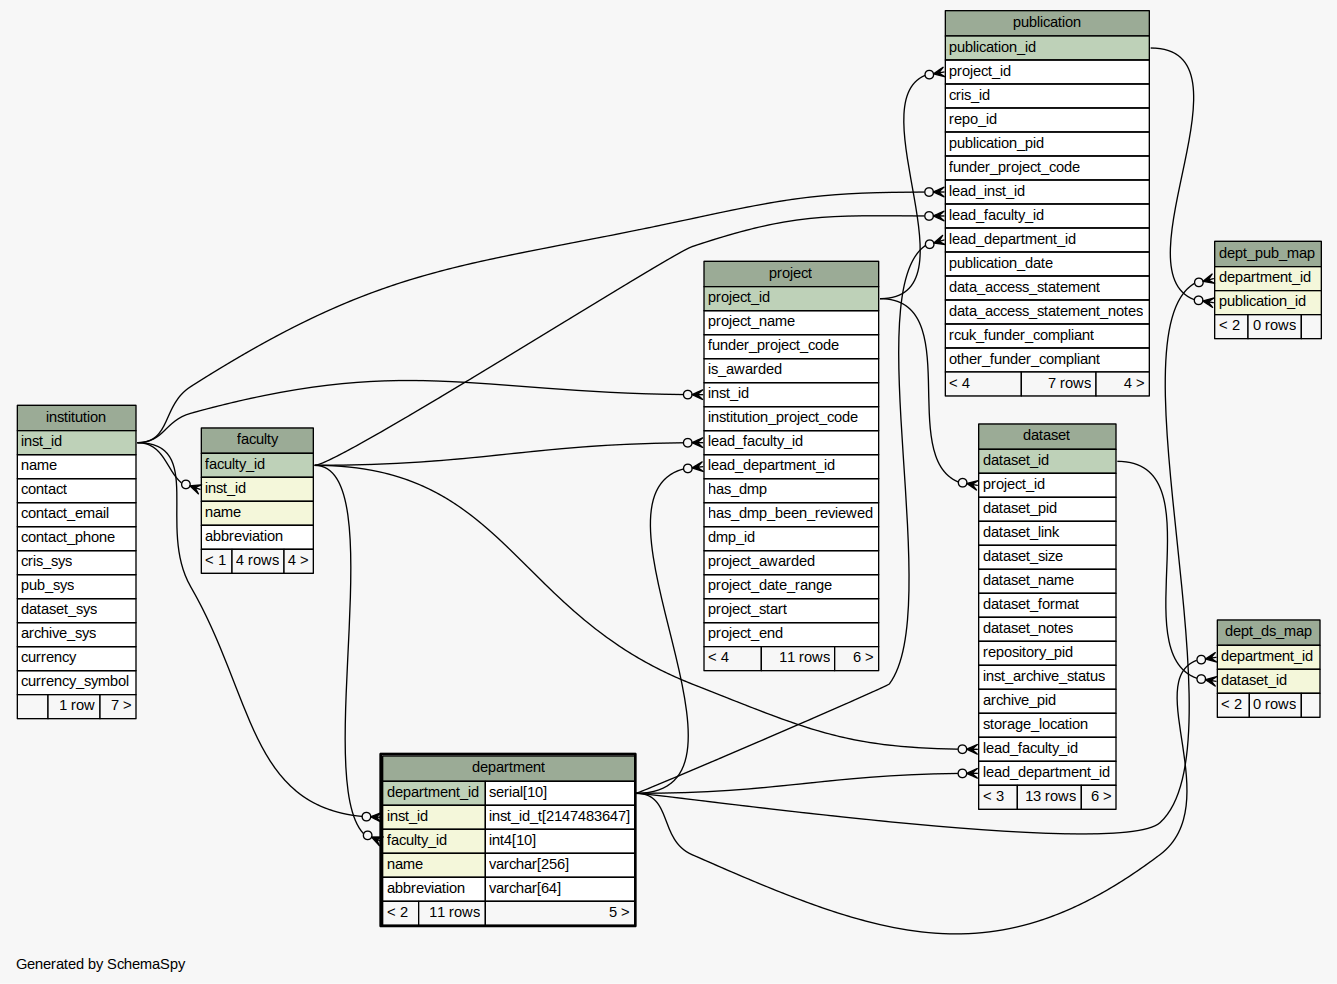 publication
publication_id
project_id
cris_id
repo_id
publication_pid
funder_project_code
lead_inst_id
lead_faculty_id
lead_department_id
publication_date
data_access_statement
data_access_statement_notes
rcuk_funder_compliant
other_funder_compliant
< 4 7 rows 4 >
dept_pub_map
department_id
publication_id
< 2 0 rows
project
project_id
project_name
funder_project_code
is_awarded
inst_id
institution_project_code
lead_faculty_id
lead_department_id
has_dmp
has_dmp_been_reviewed
dmp_id
project_awarded
project_date_range
project_start
project_end
< 4 11 rows 6 >
institution
inst_id
name
contact
contact_email
contact_phone
cris_sys
pub_sys
dataset_sys
archive_sys
currency
currency_symbol
1 row 7 >
faculty
faculty_id
inst_id
name
abbreviation
< 1 4 rows 4 >
dataset
dataset_id
project_id
dataset_pid
dataset_link
dataset_size
dataset_name
dataset_format
dataset_notes
repository_pid
inst_archive_status
archive_pid
storage_location
lead_faculty_id
lead_department_id
< 3 13 rows 6 >
dept_ds_map
department_id
dataset_id
< 2 0 rows
department
department_id serial[10]
inst_id inst_id_t[2147483647]
faculty_id int4[10]
name varchar[256]
abbreviation varchar[64]
< 2 11 rows 5 >
Generated by SchemaSpy